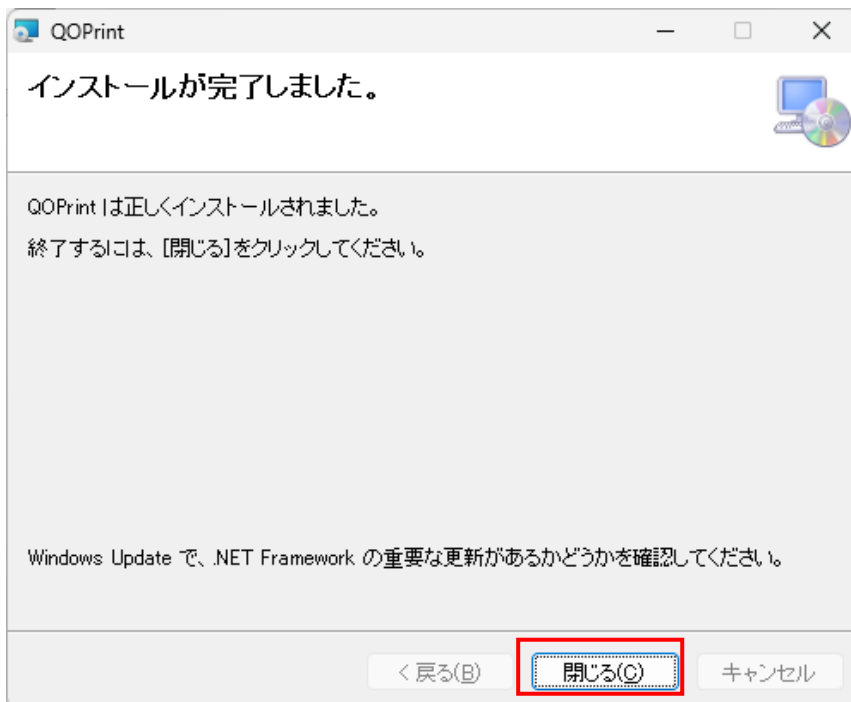 QOPrint
インストールが完了しました。
QOPrint は正しくインストールされました。
終了するには、[閉じる]をクリックしてください。
Windows Update で、.NET Framework の重要な更新があるかどうかを確認してください。
< 戻る(B)
閉じる(C)
キャンセル